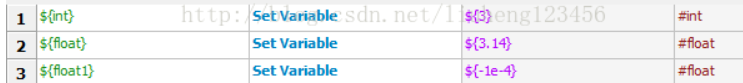 1 ${int} Set Variable ${3} #int
2 ${float} Set Variable ${3.14} #float
3 ${float1} Set Variable ${-1e-4} #float